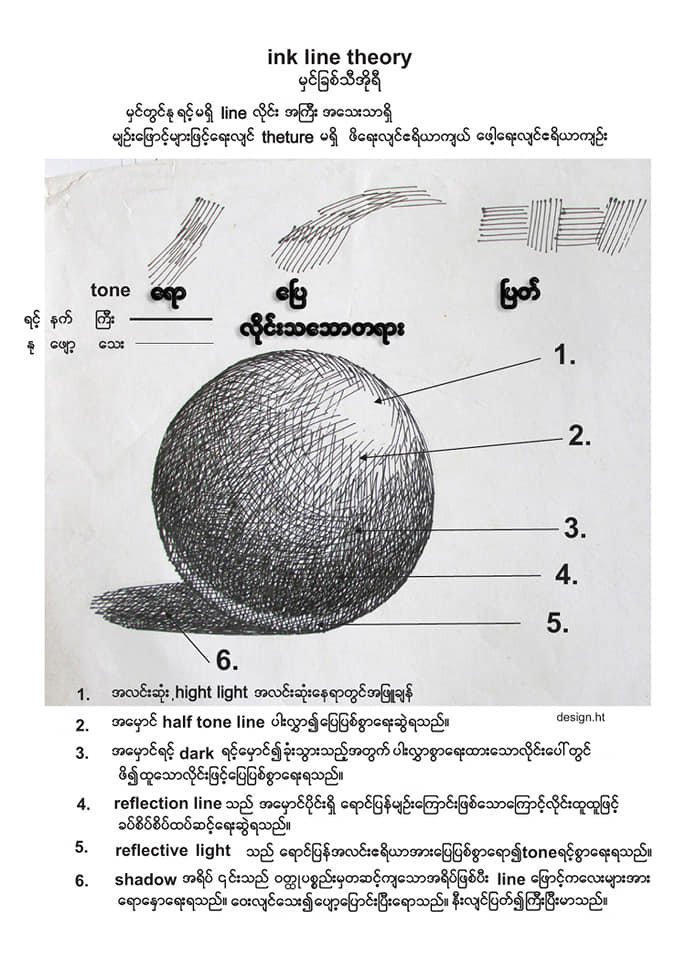 ink line theory
မှင်ခြစ်သီအိုရီ
မှင်တွင်နု ရင့်မရှိ line လိုင်း အကြီး အသေးသာရှိ
မျဉ်းဖြောင့်များဖြင့်ရေးလျင် theture မရှိ ဖိရေးလျင်ဧရိယာကျယ် ဖေါ့ရေးလျင်ဧရိယာကျဉ်း
tone ရော ပြေ ပြတ်
ရင့် နက် ကြီး
နု ဖျော့ သေး
လိုင်းသဘောတရား
1.
2.
3.
4.
5.
6.
1. အလင်းဆုံး ,hight light အလင်းဆုံးနေရာတွင်အဖြူချန်
design.ht
2. အမှောင် half tone line ပါးလွှာ၍ပြေပြစ်စွာရေးဆွဲရသည်။
3. အမှောင်ရင့် dark ရင့်မှောင်၍ခုံးသွားသည့်အတွက် ပါးလွှာစွာရေးထားသောလိုင်းပေါ်တွင်
ဖိ၍ထူသောလိုင်းဖြင့်ပြေပြစ်စွာရေးရသည်။
4. reflection line သည် အမှောင်ပိုင်းရှိ ရောင်ပြန်မျဉ်းကြောင်းဖြစ်သောကြောင့်လိုင်းထူထူဖြင့်
ခပ်စိပ်စိပ်ထပ်ဆင့်ရေးဆွဲရသည်။
5. reflective light သည် ရောင်ပြန်အလင်းဧရိယာအားပြေပြစ်စွာရော၍toneရင့်စွာရေးရသည်။
6. shadow အရိပ် ၎င်းသည် ဝတ္ထုပစ္စည်းမှတဆင့်ကျသောအရိပ်ဖြစ်ပီး line ဖြောင့်ကလေးများအား
ရောနှောရေးရသည်။ ဝေးလျင်သေး၍ပျော့ပြောင်းပြီးရောသည်။ နီးလျင်ပြတ်၍ကြီးပြီးမာသည်။